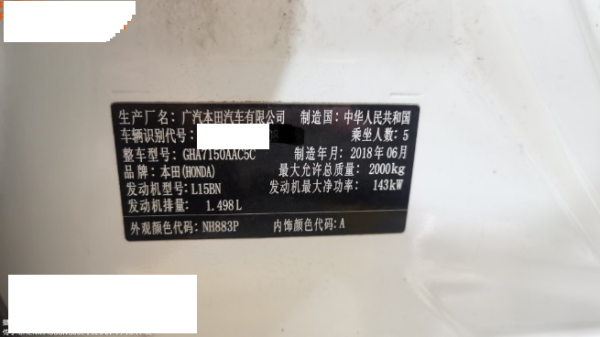 生产厂名：广汽本田汽车有限公司 制造国：中华人民共和国
车辆识别代号： 乘坐人数：5
整车型号：GHA7150AAC5C 制造年月：2018年06月
品牌：本田(HONDA) 最大允许总质量：2000kg
发动机型号：L15BN 发动机最大净功率：143kW
发动机排量：1.498L
外观颜色代码：NH883P 内饰颜色代码：A